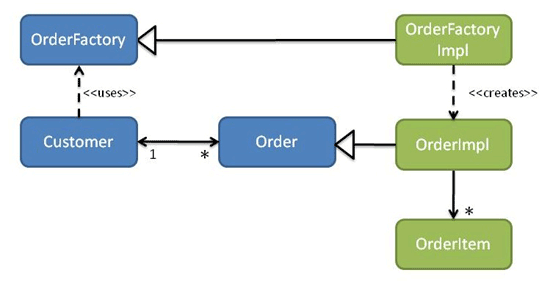 OrderFactory
OrderFactory
Impl
<<uses>>
<<creates>>
Customer
1
*
Order
OrderImpl
*
OrderItem